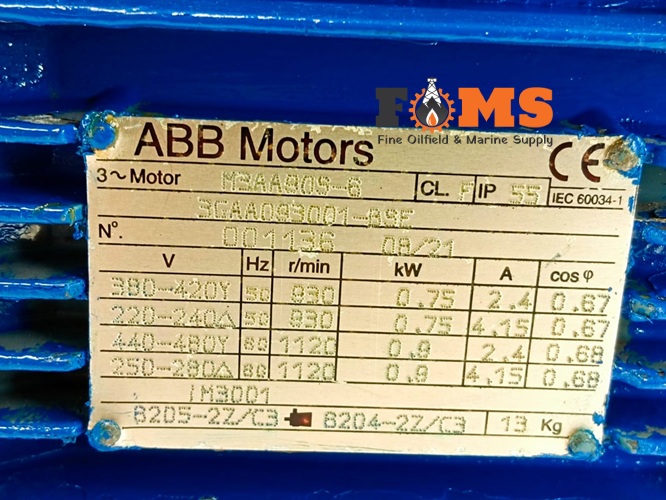 FOMS
Fine Oilfield & Marine Supply
ABB Motors CE
3~Motor M3AA90S-6 CL. F IP 55 IEC 60034-1
3GAA093001-BSE
N°. 001136 08/21
V Hz r/min kW A cos φ
380-420Y 50 930 0.75 2.4 0.67
220-240Δ 50 930 0.75 4.15 0.67
440-480Y 60 1120 0.9 2.4 0.68
250-280Δ 60 1120 0.9 4.15 0.68
IM3001
6205-2Z/C3 6204-2Z/C3 13 Kg